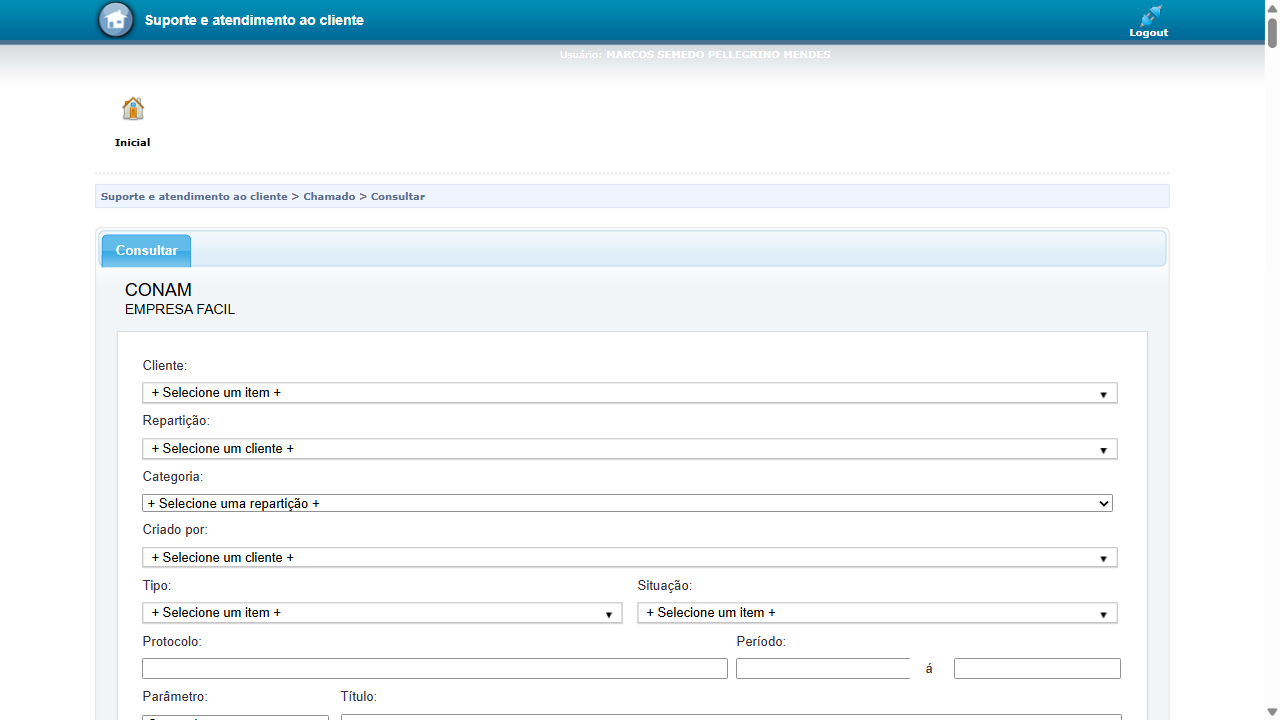 Suporte e atendimento ao cliente
Logout
Usuário: MARCOS SEMEDO PELLEGRINO MENDES
Inicial
Suporte e atendimento ao cliente > Chamado > Consultar
Consultar
CONAM
EMPRESA FACIL
Cliente:
+ Selecione um item +
Repartição:
+ Selecione um cliente +
Categoria:
+ Selecione uma repartição +
Criado por:
+ Selecione um cliente +
Tipo: Situação:
+ Selecione um item + + Selecione um item +
Protocolo: Período:
á
Parâmetro: Título: